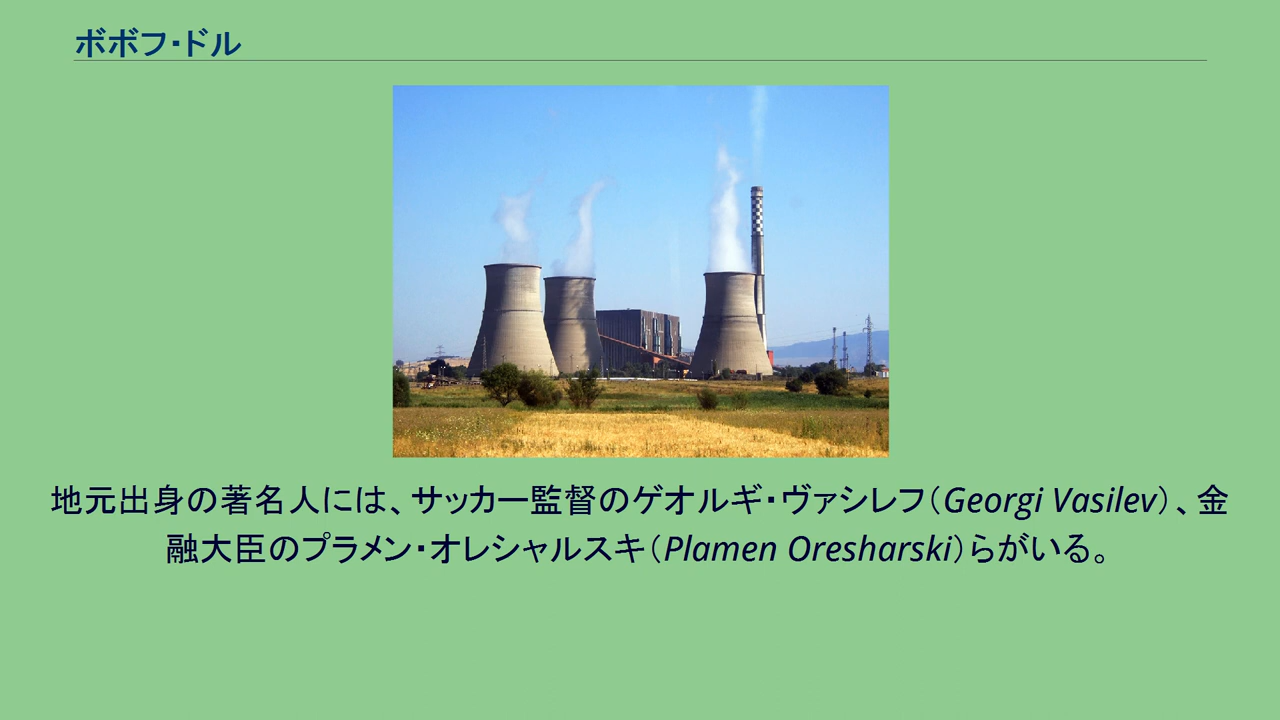 ボボフ・ドル
地元出身の著名人には、サッカー監督のゲオルギ・ヴァシレフ（Georgi Vasilev）、金
融大臣のプラメン・オレシャルスキ（Plamen Oresharski）らがいる。